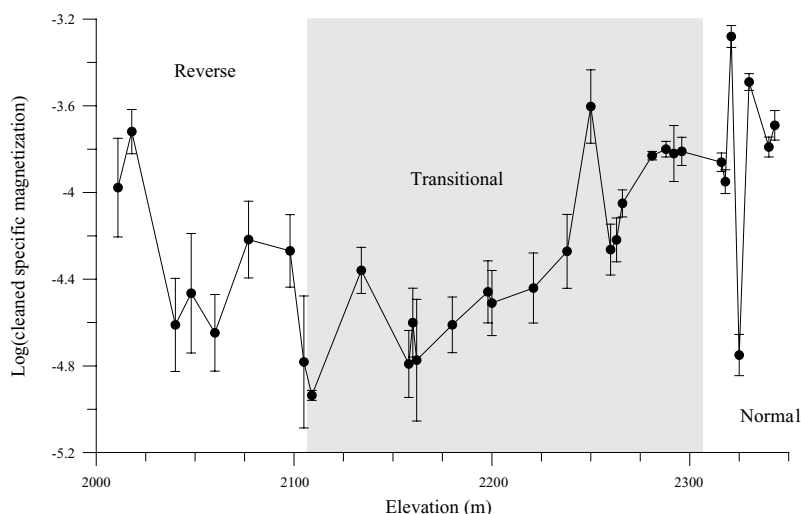 -3.2
Reverse
-3.6
-4
Transitional
-4.4
-4.8
Normal
-5.2
2000
2100
2200
2300
Elevation (m)
Log(cleaned specific magnetization)